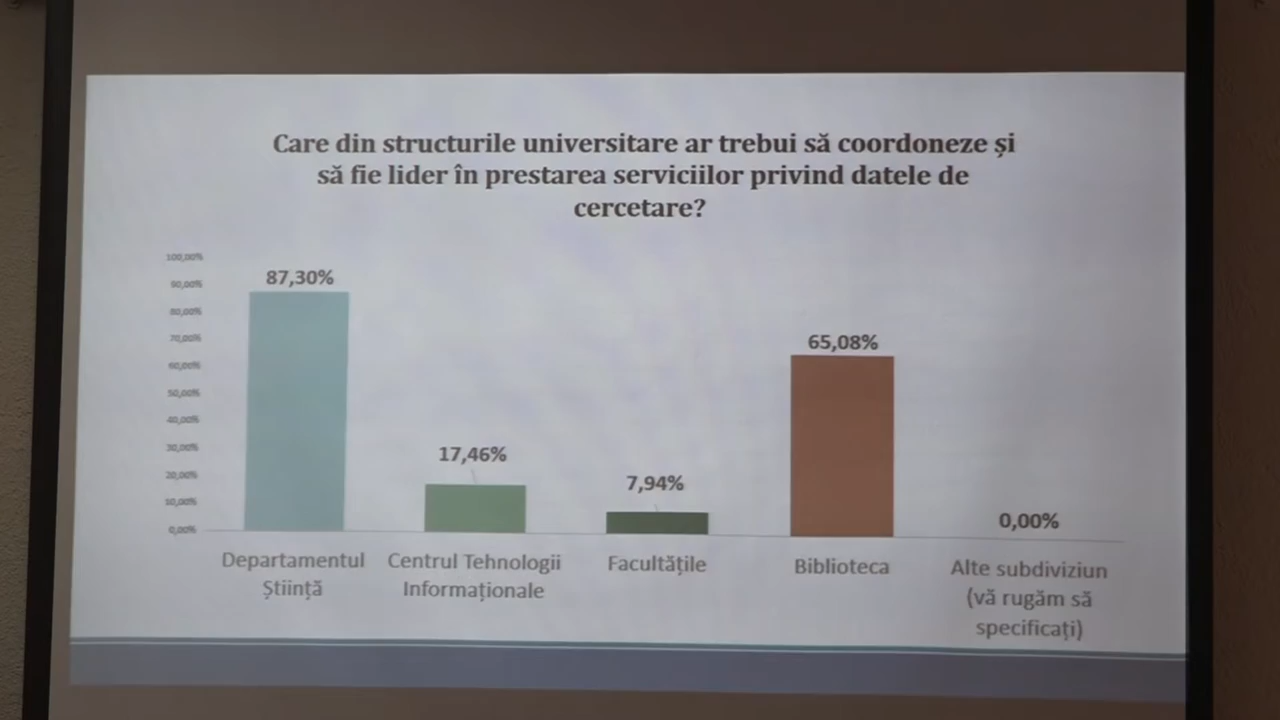 Care din structurile universitare ar trebui să coordoneze și
să fie lider în prestarea serviciilor privind datele de
cercetare?
100,00%
90,00%
80,00%
70,00%
60,00%
50,00%
40,00%
30,00%
20,00%
10,00%
0,00%
87,30%
17,46%
7,94%
65,08%
0,00%
Departamentul
Știință
Centrul Tehnologii
Informaționale
Facultățile
Biblioteca
Alte subdiviziun
(vă rugăm să
specificați)